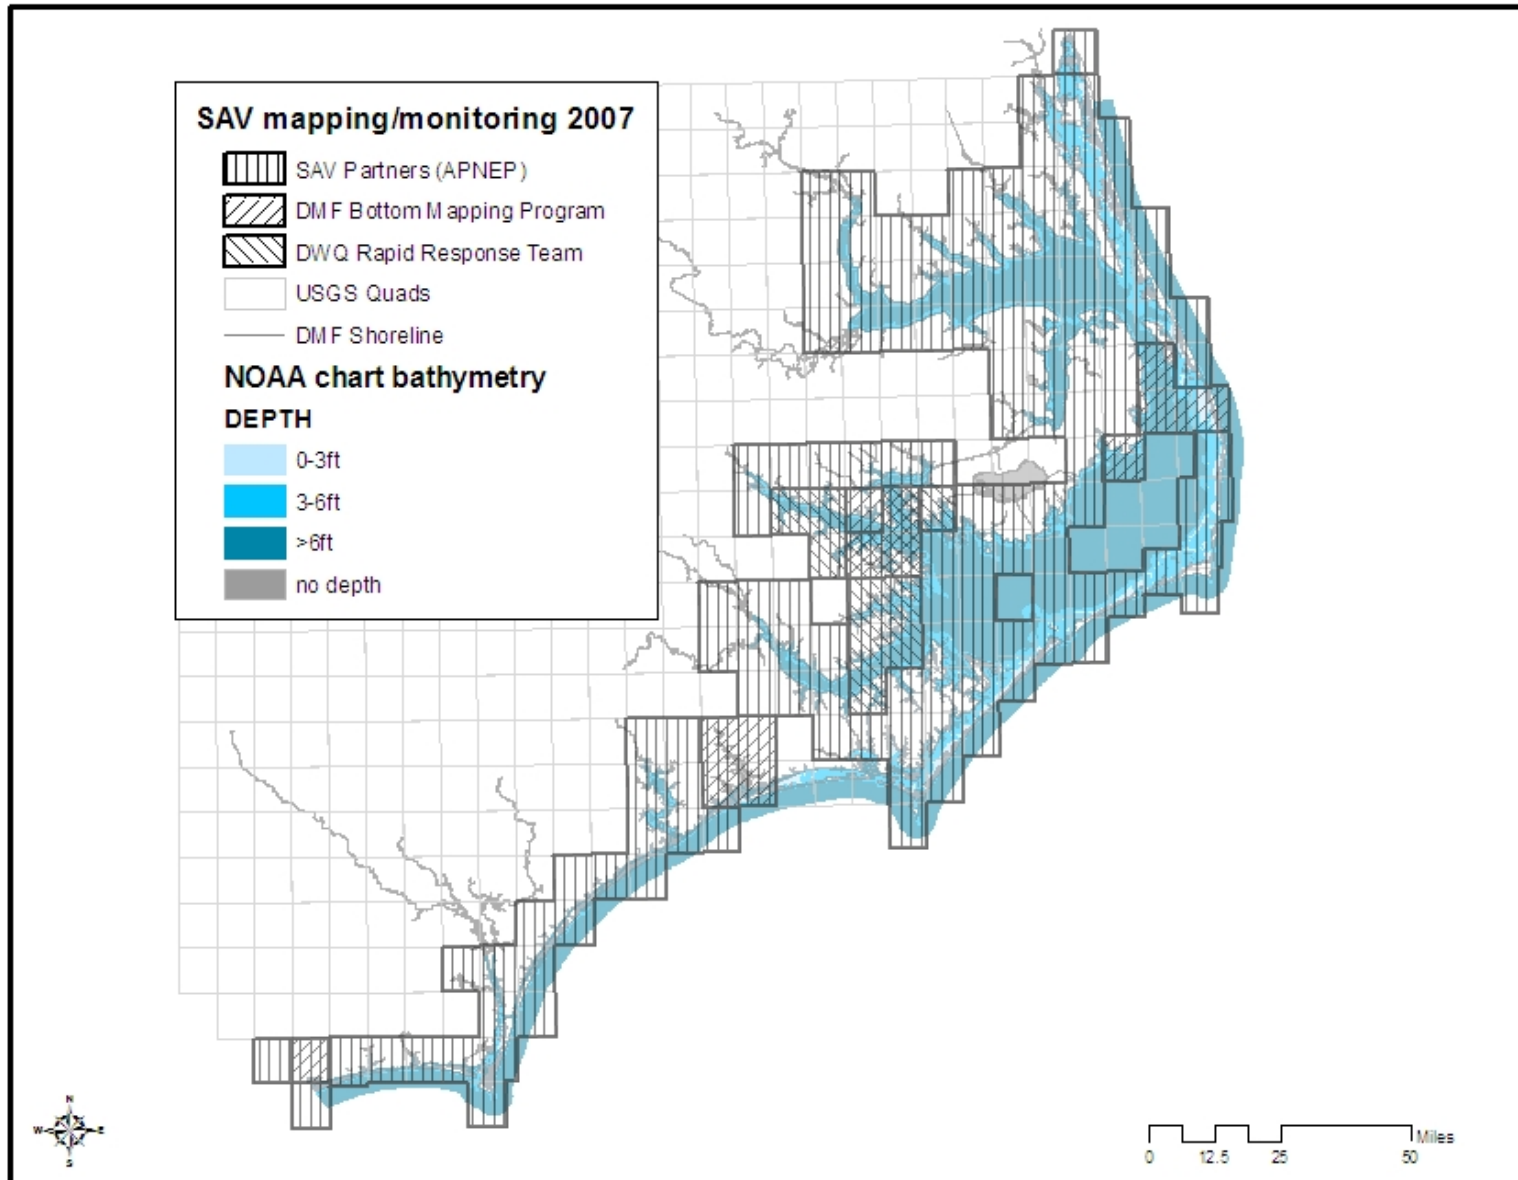 SAV mapping/monitoring 2007
SAV Partners (APNEP)
DMF Bottom Mapping Program
DWQ Rapid Response Team
USGS Quads
DMF Shoreline
NOAA chart bathymetry
DEPTH
0-3ft
3-6ft
>6ft
no depth
N
W E
S
Miles
0 12.5 25 50